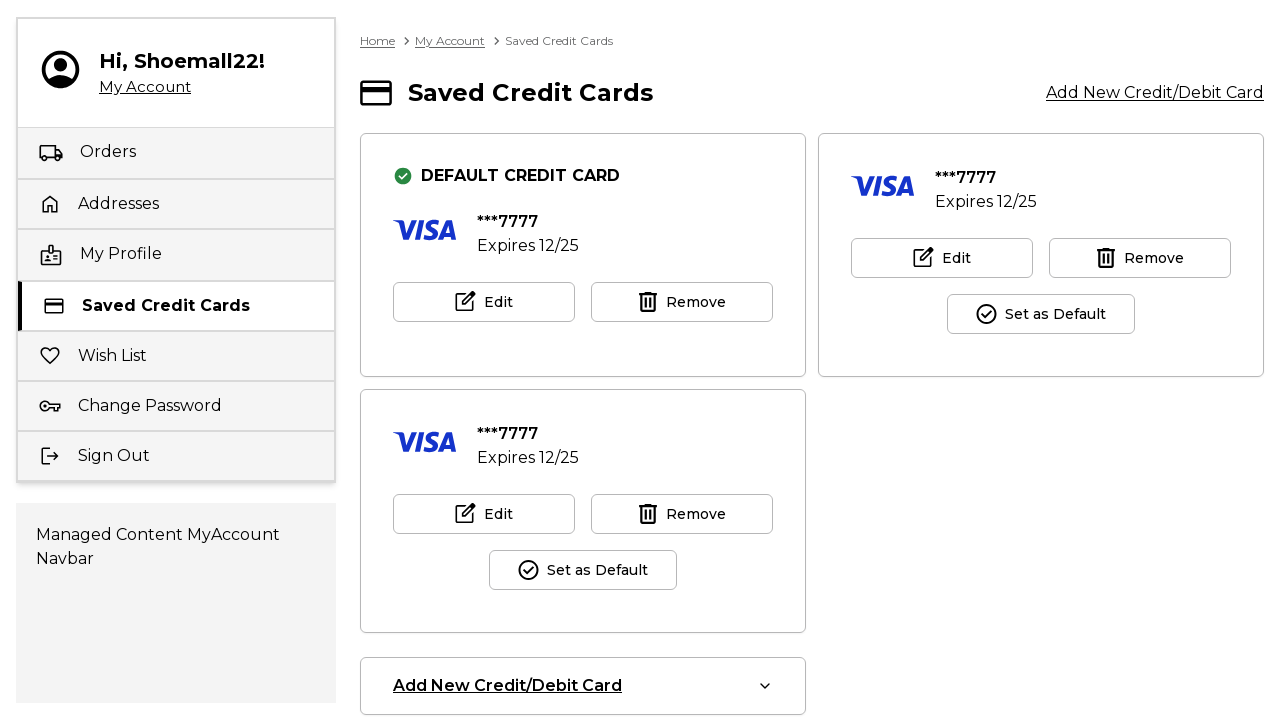 Hi, Shoemall22!
My Account
Orders
Addresses
My Profile
Saved Credit Cards
Wish List
Change Password
Sign Out
Managed Content MyAccount
Navbar
Home > My Account > Saved Credit Cards
Saved Credit Cards
Add New Credit/Debit Card
DEFAULT CREDIT CARD
VISA
***7777
Expires 12/25
Edit
Remove
VISA
***7777
Expires 12/25
Edit
Remove
Set as Default
VISA
***7777
Expires 12/25
Edit
Remove
Set as Default
Add New Credit/Debit Card